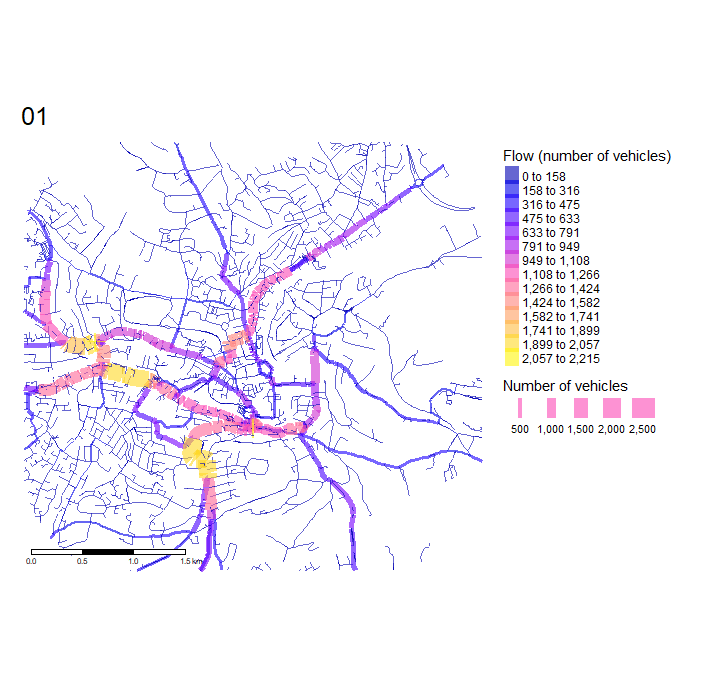 01
Flow (number of vehicles)
0 to 158
158 to 316
316 to 475
475 to 633
633 to 791
791 to 949
949 to 1,108
1,108 to 1,266
1,266 to 1,424
1,424 to 1,582
1,582 to 1,741
1,741 to 1,899
1,899 to 2,057
2,057 to 2,215
Number of vehicles
500 1,000 1,500 2,000 2,500
0.0 0.5 1.0 1.5 km